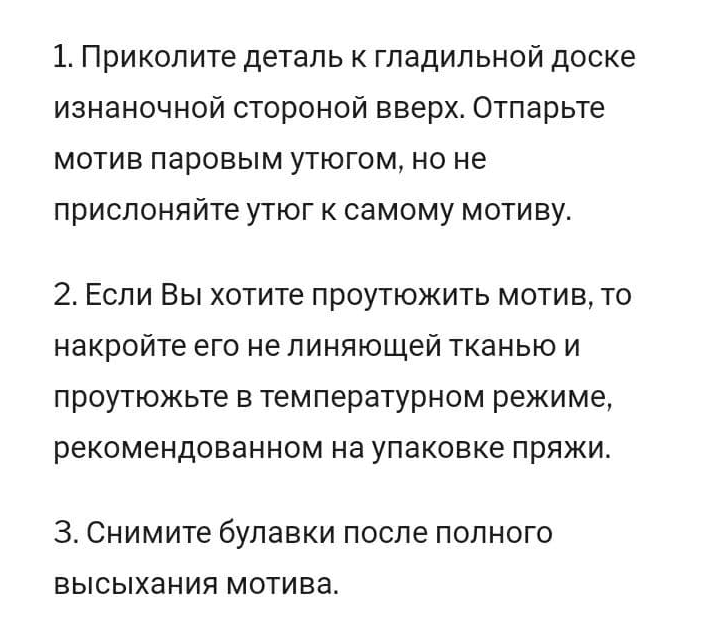 1. Приколите деталь к гладильной доске
изнаночной стороной вверх. Отпарьте
мотив паровым утюгом, но не
прислоняйте утюг к самому мотиву.
2. Если Вы хотите проутюжить мотив, то
накройте его не линяющей тканью и
проутюжьте в температурном режиме,
рекомендованном на упаковке пряжи.
3. Снимите булавки после полного
высыхания мотива.